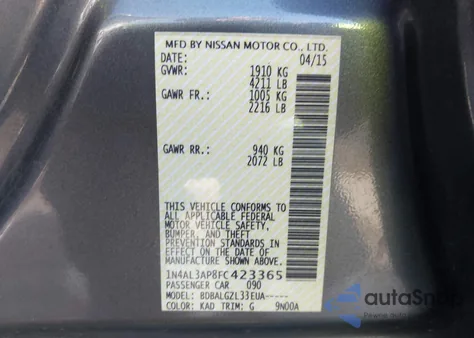 MFD BY NISSAN MOTOR CO., LTD.
DATE: 04/15
GVWR: 1910 KG
4211 LB
GAWR FR.: 1005 KG
2216 LB
GAWR RR.: 940 KG
2072 LB
THIS VEHICLE CONFORMS TO
ALL APPLICABLE FEDERAL
MOTOR VEHICLE SAFETY,
BUMPER, AND THEFT
PREVENTION STANDARDS IN
EFFECT ON THE DATE OF
MANUFACTURE SHOWN ABOVE.
1N4AL3AP8FC423365
PASSENGER CAR 090
MODEL: BDBALGZL33EUA-----
COLOR: KAD TRIM: G 9N00A
autaSnap